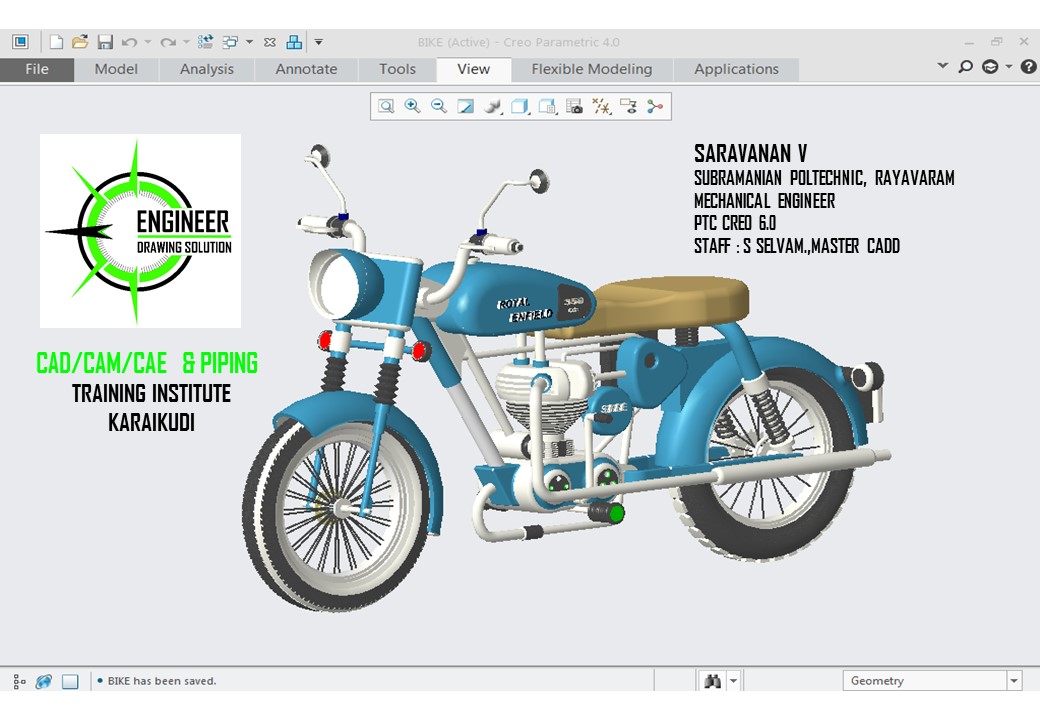 BIKE (Active) - Creo Parametric 4.0
File Model Analysis Annotate Tools View Flexible Modeling Applications
ENGINEER
DRAWING SOLUTION
CAD/CAM/CAE & PIPING
TRAINING INSTITUTE
KARAIKUDI
SARAVANAN V
SUBRAMANIAN POLTECHNIC, RAYAVARAM
MECHANICAL ENGINEER
PTC CREO 6.0
STAFF : S SELVAM.,MASTER CADD
ROYAL
ENFIELD
350
CC
• BIKE has been saved.
Geometry